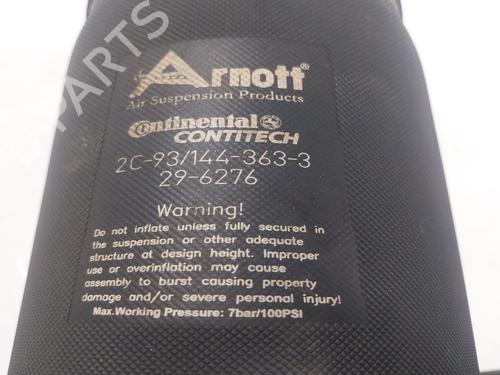 Arnott®
Air Suspension Products
Continental
CONTITECH
2C-93/144-363-3
29-6276
Warning!
Do not inflate unless fully secured in
the suspension or other adequate
structure at design height. Improper
use or overinflation may cause
assembly to burst causing property
damage and/or severe personal injury!
Max.Working Pressure: 7bar/100PSI